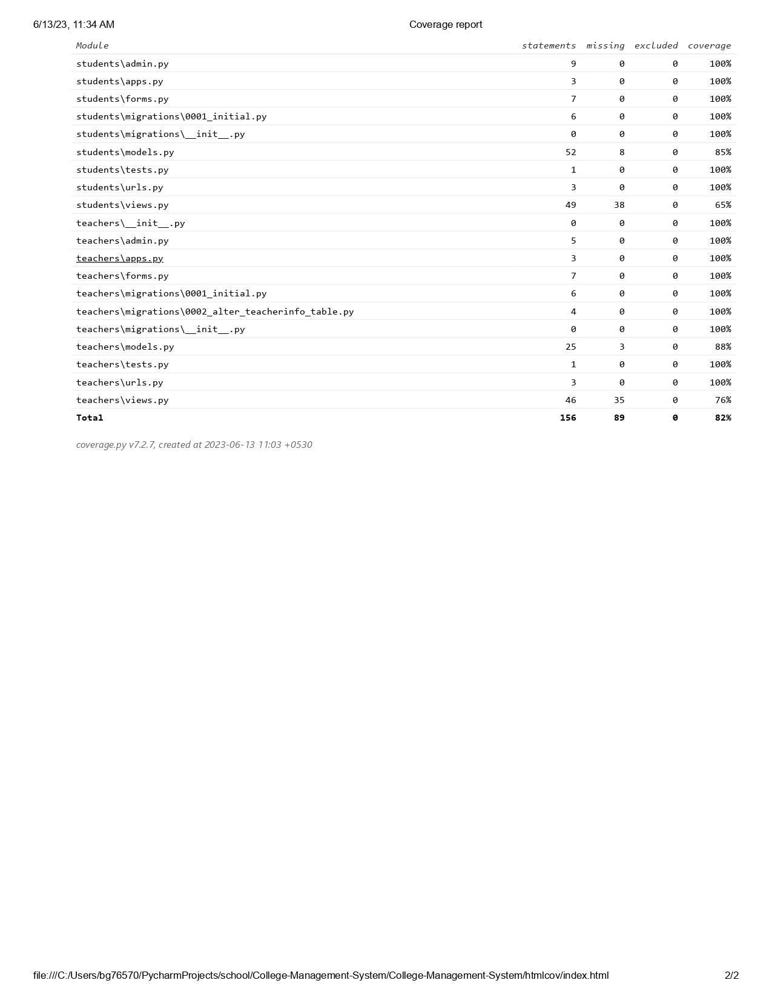 6/13/23, 11:34 AM Coverage report
Module statements missing excluded coverage
students\admin.py 9 0 0 100%
students\apps.py 3 0 0 100%
students\forms.py 7 0 0 100%
students\migrations\0001_initial.py 6 0 0 100%
students\migrations\__init__.py 0 0 0 100%
students\models.py 52 8 0 85%
students\tests.py 1 0 0 100%
students\urls.py 3 0 0 100%
students\views.py 49 38 0 65%
teachers\__init__.py 0 0 0 100%
teachers\admin.py 5 0 0 100%
teachers\apps.py 3 0 0 100%
teachers\forms.py 7 0 0 100%
teachers\migrations\0001_initial.py 6 0 0 100%
teachers\migrations\0002_alter_teacherinfo_table.py 4 0 0 100%
teachers\migrations\__init__.py 0 0 0 100%
teachers\models.py 25 3 0 88%
teachers\tests.py 1 0 0 100%
teachers\urls.py 3 0 0 100%
teachers\views.py 46 35 0 76%
Total 156 89 0 82%
coverage.py v7.2.7, created at 2023-06-13 11:03 +0530
file:///C:/Users/bg76570/PycharmProjects/school/College-Management-System/College-Management-System/htmlcov/index.html 2/2